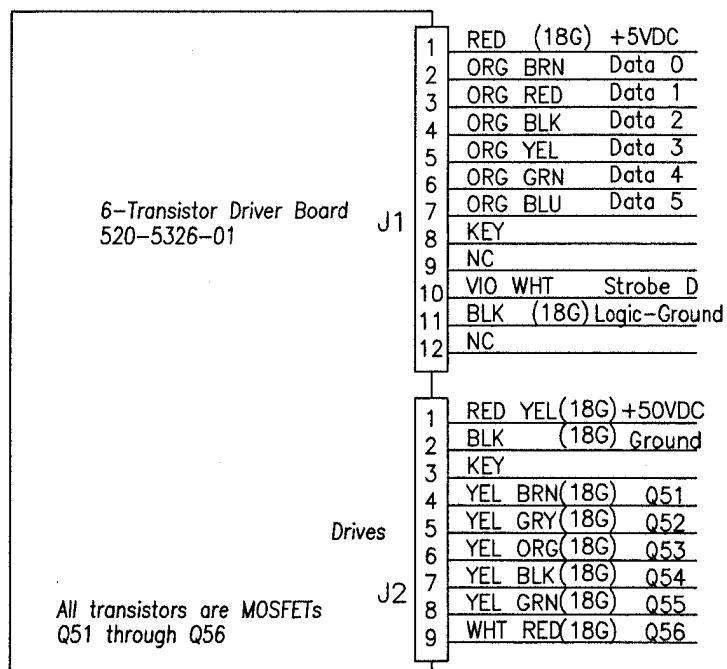 6-Transistor Driver Board
520-5326-01
J1
1 RED (18G) +5VDC
2 ORG BRN Data 0
3 ORG RED Data 1
4 ORG BLK Data 2
5 ORG YEL Data 3
6 ORG GRN Data 4
7 ORG BLU Data 5
8 KEY
9 NC
10 VIO WHT Strobe D
11 BLK (18G) Logic-Ground
12 NC
Drives
J2
1 RED YEL(18G) +50VDC
2 BLK (18G) Ground
3 KEY
4 YEL BRN(18G) Q51
5 YEL GRY(18G) Q52
6 YEL ORG(18G) Q53
7 YEL BLK(18G) Q54
8 YEL GRN(18G) Q55
9 WHT RED(18G) Q56
All transistors are MOSFETs
Q51 through Q56